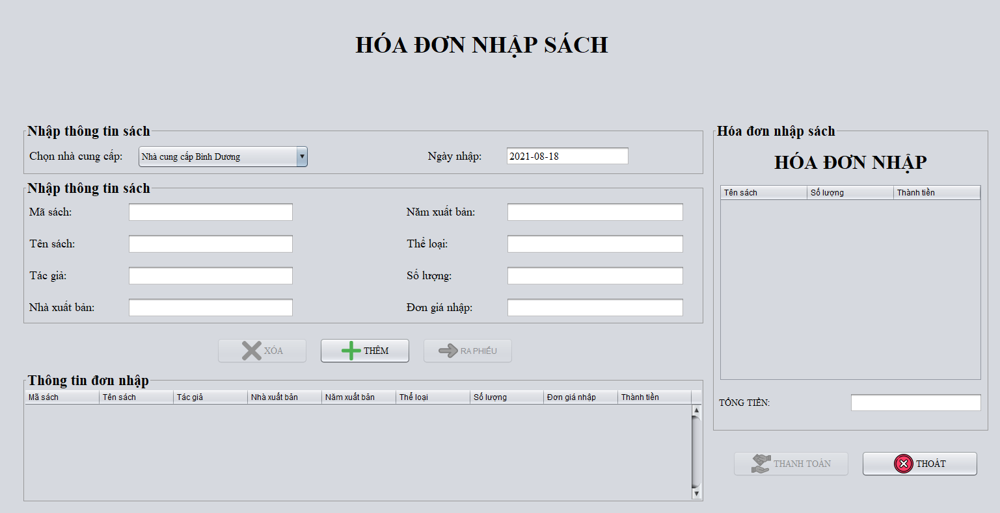 HÓA ĐƠN NHẬP SÁCH
Nhập thông tin sách
Chọn nhà cung cấp: Nhà cung cấp Bình Dương Ngày nhập: 2021-08-18
Nhập thông tin sách
Mã sách: Năm xuất bản:
Tên sách: Thể loại:
Tác giả: Số lượng:
Nhà xuất bản: Đơn giá nhập:
XÓA THÊM RA PHIẾU
Thông tin đơn nhập
Mã sách Tên sách Tác giả Nhà xuất bản Năm xuất bản Thể loại Số lượng Đơn giá nhập Thành tiền
Hóa đơn nhập sách
HÓA ĐƠN NHẬP
Tên sách Số lượng Thành tiền
TỔNG TIỀN:
THANH TOÁN THOÁT